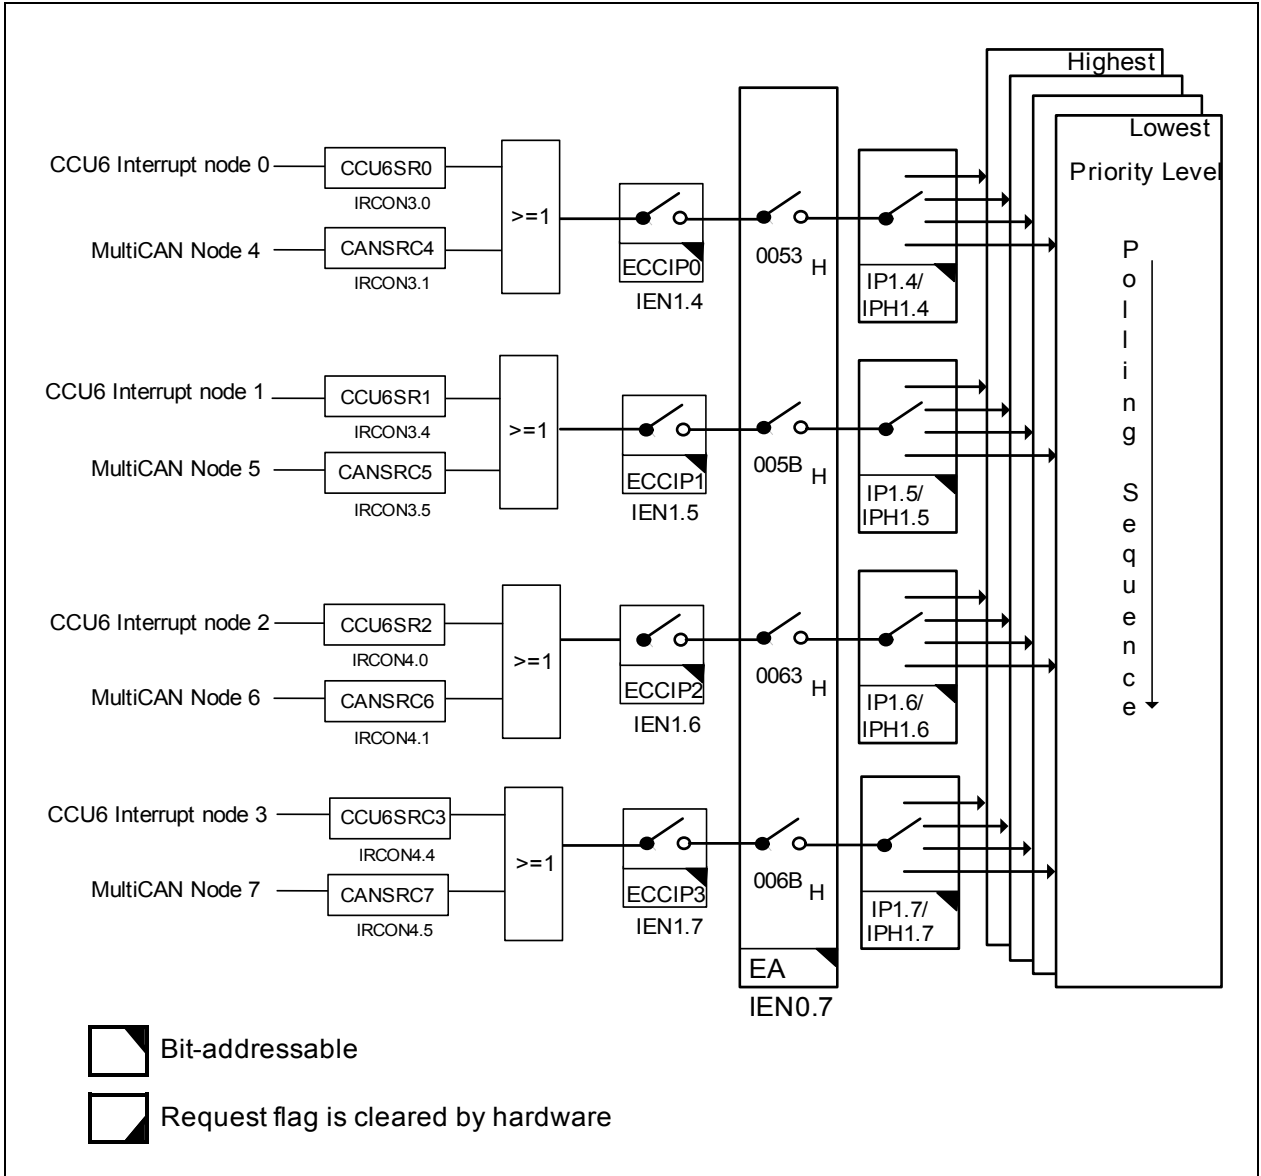 Highest
Lowest
Priority Level
CCU6 Interrupt node 0
CCU6SR0
IRCON3.0
MultiCAN Node 4
CANSRC4
IRCON3.1
>=1
ECCIP0
IEN1.4
0053 H
IP1.4/
IPH1.4
CCU6 Interrupt node 1
CCU6SR1
IRCON3.4
MultiCAN Node 5
CANSRC5
IRCON3.5
>=1
ECCIP1
IEN1.5
005B H
IP1.5/
IPH1.5
CCU6 Interrupt node 2
CCU6SR2
IRCON4.0
MultiCAN Node 6
CANSRC6
IRCON4.1
>=1
ECCIP2
IEN1.6
0063 H
IP1.6/
IPH1.6
CCU6 Interrupt node 3
CCU6SRC3
IRCON4.4
MultiCAN Node 7
CANSRC7
IRCON4.5
>=1
ECCIP3
IEN1.7
006B H
IP1.7/
IPH1.7
EA
IEN0.7
Polling Sequence
Bit-addressable
Request flag is cleared by hardware